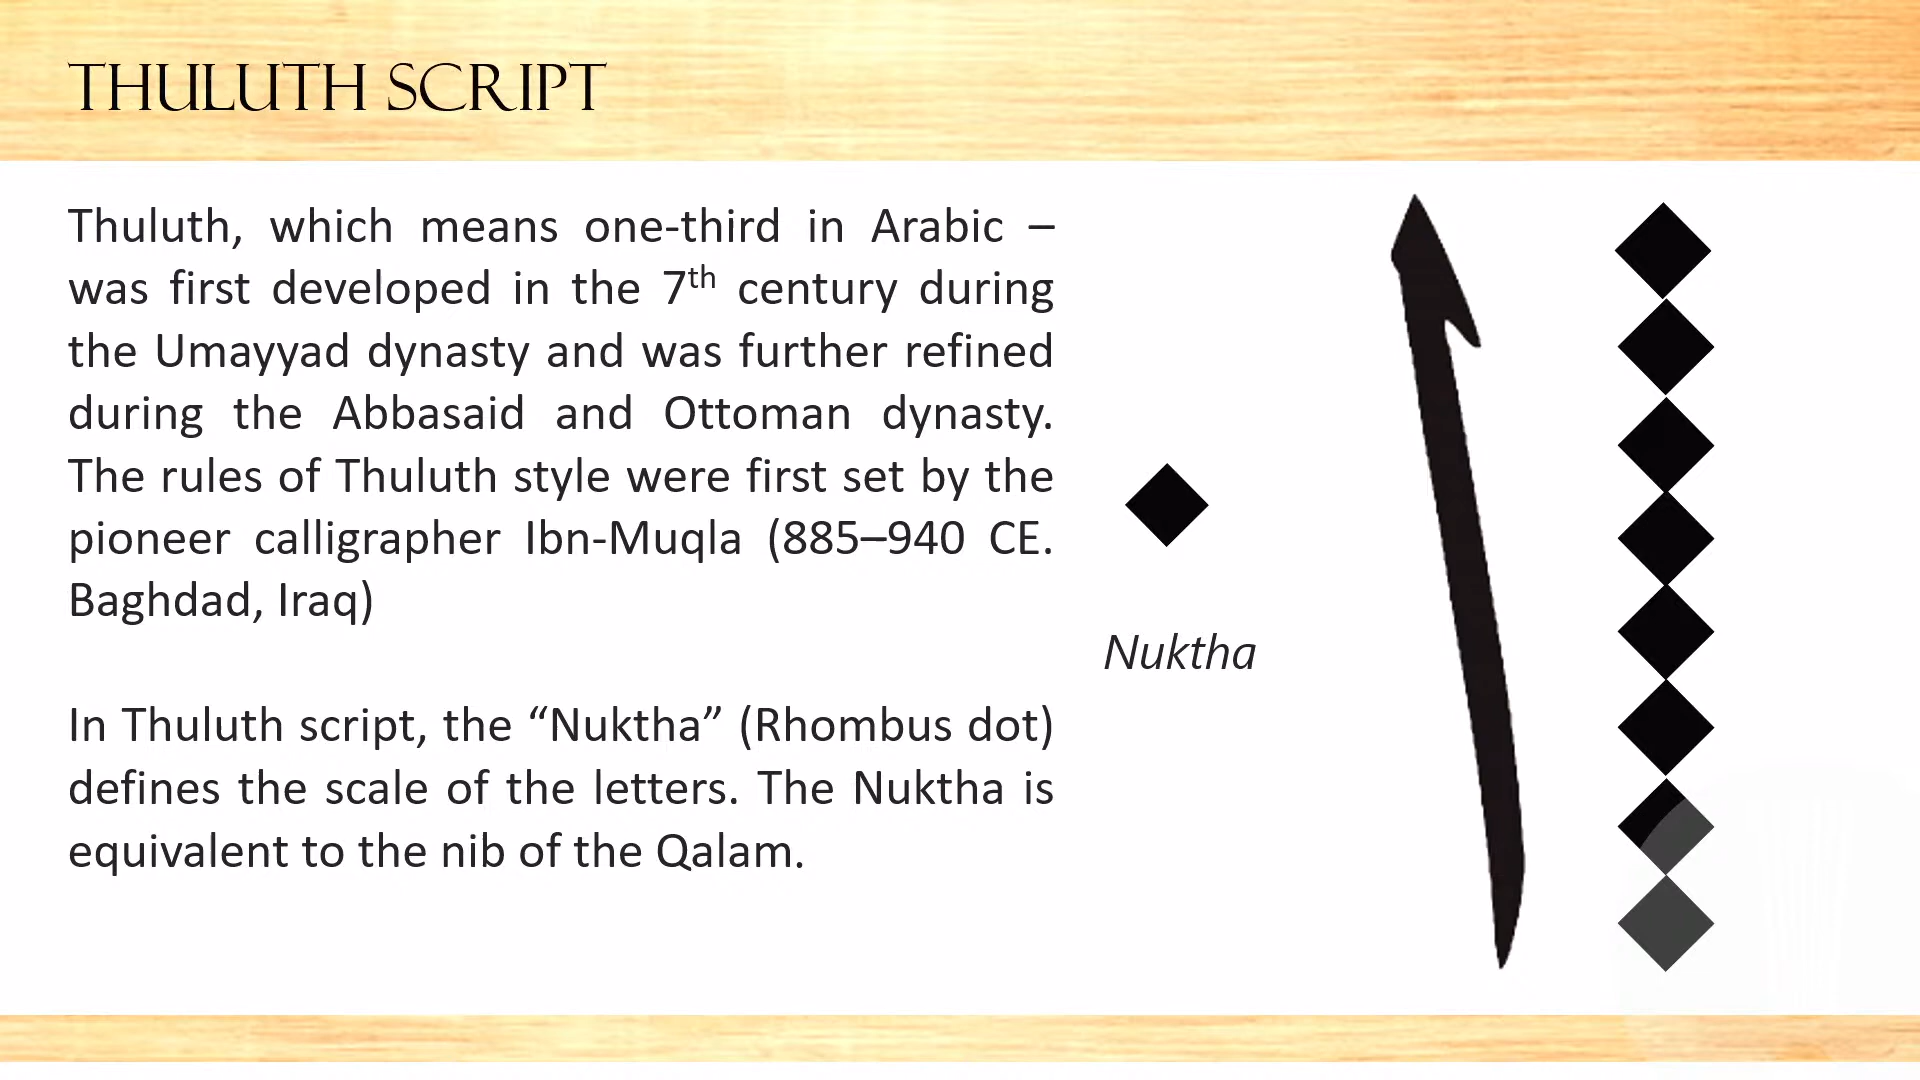 THULUTH SCRIPT
Thuluth, which means one-third in Arabic –
was first developed in the 7th century during
the Umayyad dynasty and was further refined
during the Abbasaid and Ottoman dynasty.
The rules of Thuluth style were first set by the
pioneer calligrapher Ibn-Muqla (885–940 CE.
Baghdad, Iraq)
In Thuluth script, the “Nuktha” (Rhombus dot)
defines the scale of the letters. The Nuktha is
equivalent to the nib of the Qalam.
Nuktha
ا